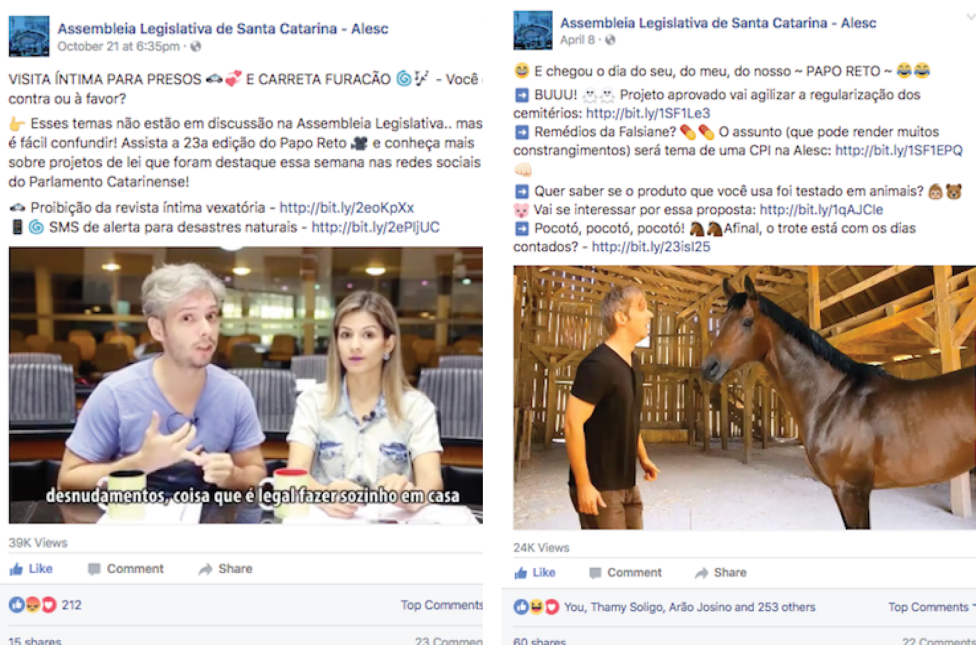 Assembleia Legislativa de Santa Catarina - Alesc
October 21 at 6:35pm ·
VISITA ÍNTIMA PARA PRESOS 🚓💞 E CARRETA FURACÃO 🌀💃 - Você
contra ou à favor?
👉 Esses temas não estão em discussão na Assembleia Legislativa.. mas
é fácil confundir! Assista a 23a edição do Papo Reto 🎥 e conheça mais
sobre projetos de lei que foram destaque essa semana nas redes sociais
do Parlamento Catarinense!
🚓 Proibição da revista íntima vexatória - http://bit.ly/2eoKpXx
📱 🌀 SMS de alerta para desastres naturais - http://bit.ly/2ePljUC
desnudamentos, coisa que é legal fazer sozinho em casa
39K Views
Like Comment Share
212 Top Comments
15 shares 23 Commen
Assembleia Legislativa de Santa Catarina - Alesc
April 8 ·
😅 E chegou o dia do seu, do meu, do nosso ~ PAPO RETO ~ 😂😂
➡ BUUU! 👻👻 Projeto aprovado vai agilizar a regularização dos
cemitérios: http://bit.ly/1SF1Le3
➡ Remédios da Falsiane? 💊💊 O assunto (que pode render muitos
constrangimentos) será tema de uma CPI na Alesc: http://bit.ly/1SF1EPQ
👊
➡ Quer saber se o produto que você usa foi testado em animais? 🐵🐻
🐷 Vai se interessar por essa proposta: http://bit.ly/1qAJCle
➡ Pocotó, pocotó, pocotó! 🐴🐴Afinal, o trote está com os dias
contados? - http://bit.ly/23isI25
24K Views
Like Comment Share
You, Thamy Soligo, Arão Josino and 253 others Top Comments
60 shares 22 Comments